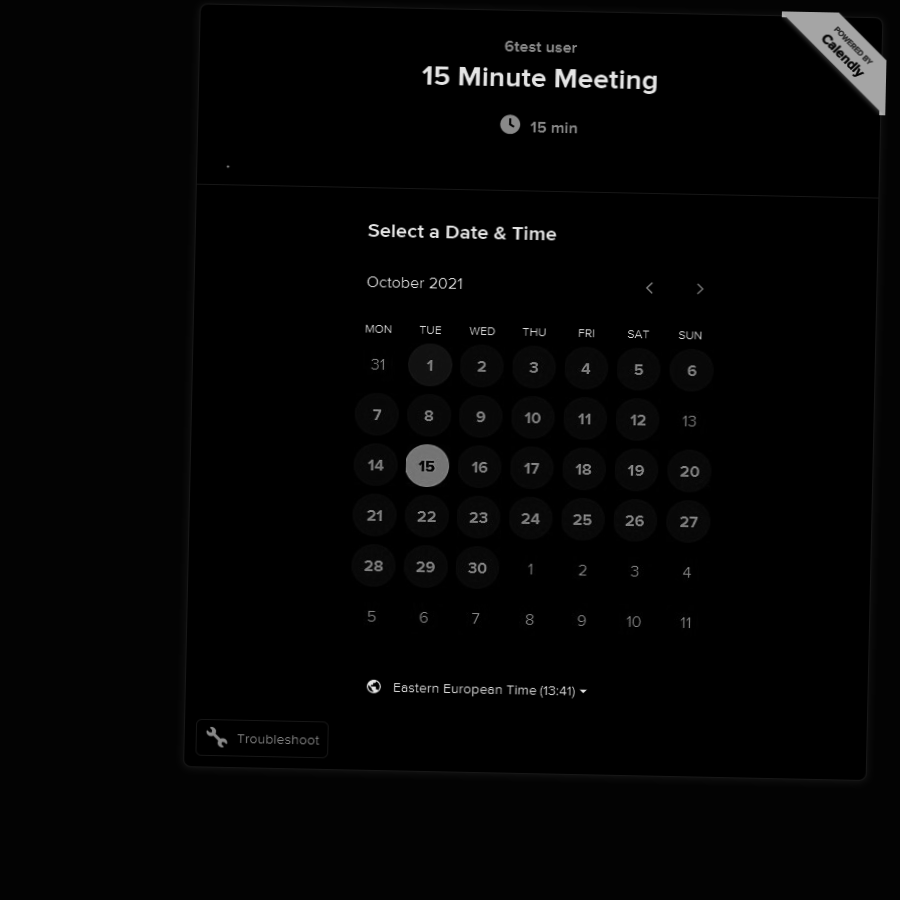 6test user
15 Minute Meeting
15 min
POWERED BY
Calendly
Select a Date & Time
October 2021
MON TUE WED THU FRI SAT SUN
31 1 2 3 4 5 6
7 8 9 10 11 12 13
14 15 16 17 18 19 20
21 22 23 24 25 26 27
28 29 30 1 2 3 4
5 6 7 8 9 10 11
Eastern European Time (13:41)
Troubleshoot